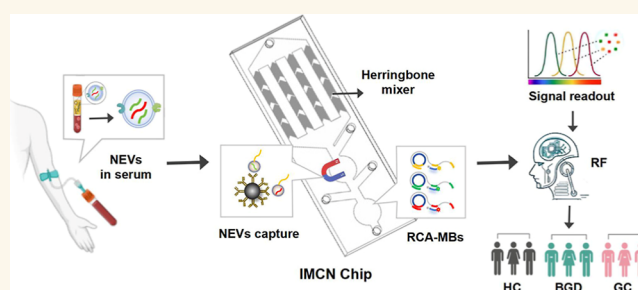 NEVs
in serum
Herringbone
mixer
NEVs capture
RCA-MBs
IMCN Chip
Signal readout
RF
HC
BGD
GC